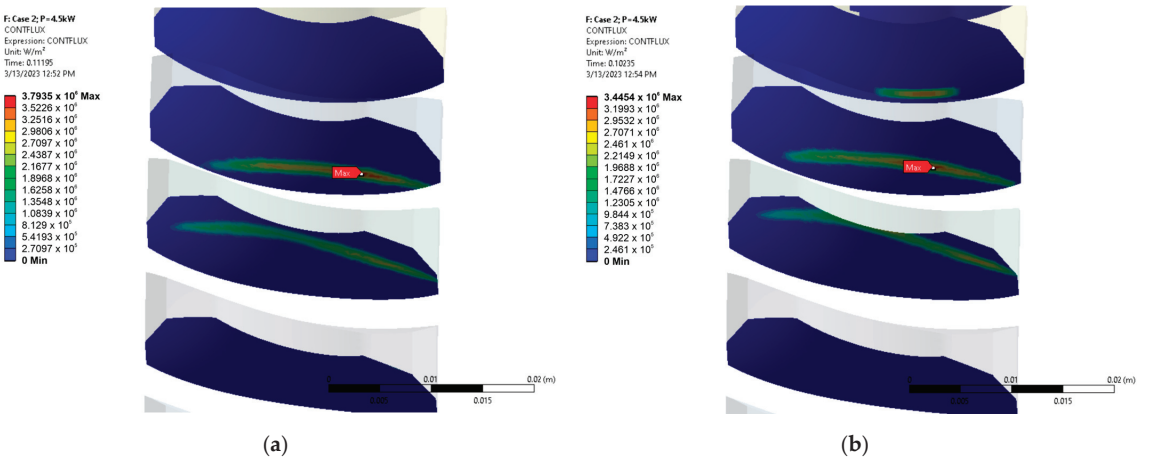 F: Case 2; P=4.5kW
CONTFLUX
Expression: CONTFLUX
Unit: W/m²
Time: 0.11195
3/13/2023 12:52 PM
3.7935 x 10⁶ Max
3.5226 x 10⁶
3.2516 x 10⁶
2.9806 x 10⁶
2.7097 x 10⁶
2.4387 x 10⁶
2.1677 x 10⁶
1.8968 x 10⁶
1.6258 x 10⁶
1.3548 x 10⁶
1.0839 x 10⁶
8.129 x 10⁵
5.4193 x 10⁵
2.7097 x 10⁵
0 Min
Max
0 0.01 0.02 (m)
0.005 0.015
(a)
F: Case 2; P=4.5kW
CONTFLUX
Expression: CONTFLUX
Unit: W/m²
Time: 0.10235
3/13/2023 12:54 PM
3.4454 x 10⁶ Max
3.1993 x 10⁶
2.9532 x 10⁶
2.7071 x 10⁶
2.461 x 10⁶
2.2149 x 10⁶
1.9688 x 10⁶
1.7227 x 10⁶
1.4766 x 10⁶
1.2305 x 10⁶
9.844 x 10⁵
7.383 x 10⁵
4.922 x 10⁵
2.461 x 10⁵
0 Min
Max
0 0.01 0.02 (m)
0.005 0.015
(b)